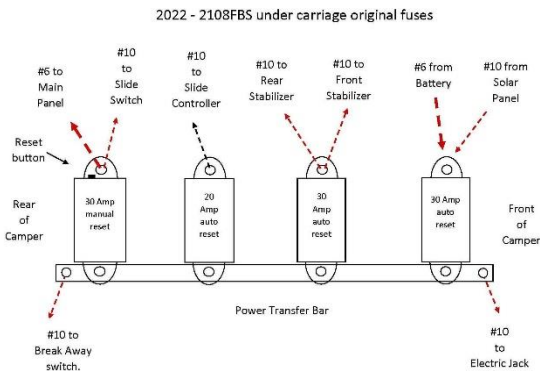 2022 - 2108FBS under carriage original fuses
#6 to
Main
Panel
#10
to
Slide
Switch
#10
to
Slide
Controller
#10 to
Rear
Stabilizer
#10 to
Front
Stabilizer
#6 from
Battery
#10 from
Solar
Panel
Reset
button
Rear
of
Camper
30 Amp
manual
reset
20
Amp
auto
reset
30
Amp
auto
reset
30 Amp
auto
reset
Front
of
Camper
Power Transfer Bar
#10 to
Break Away
switch.
#10
to
Electric Jack